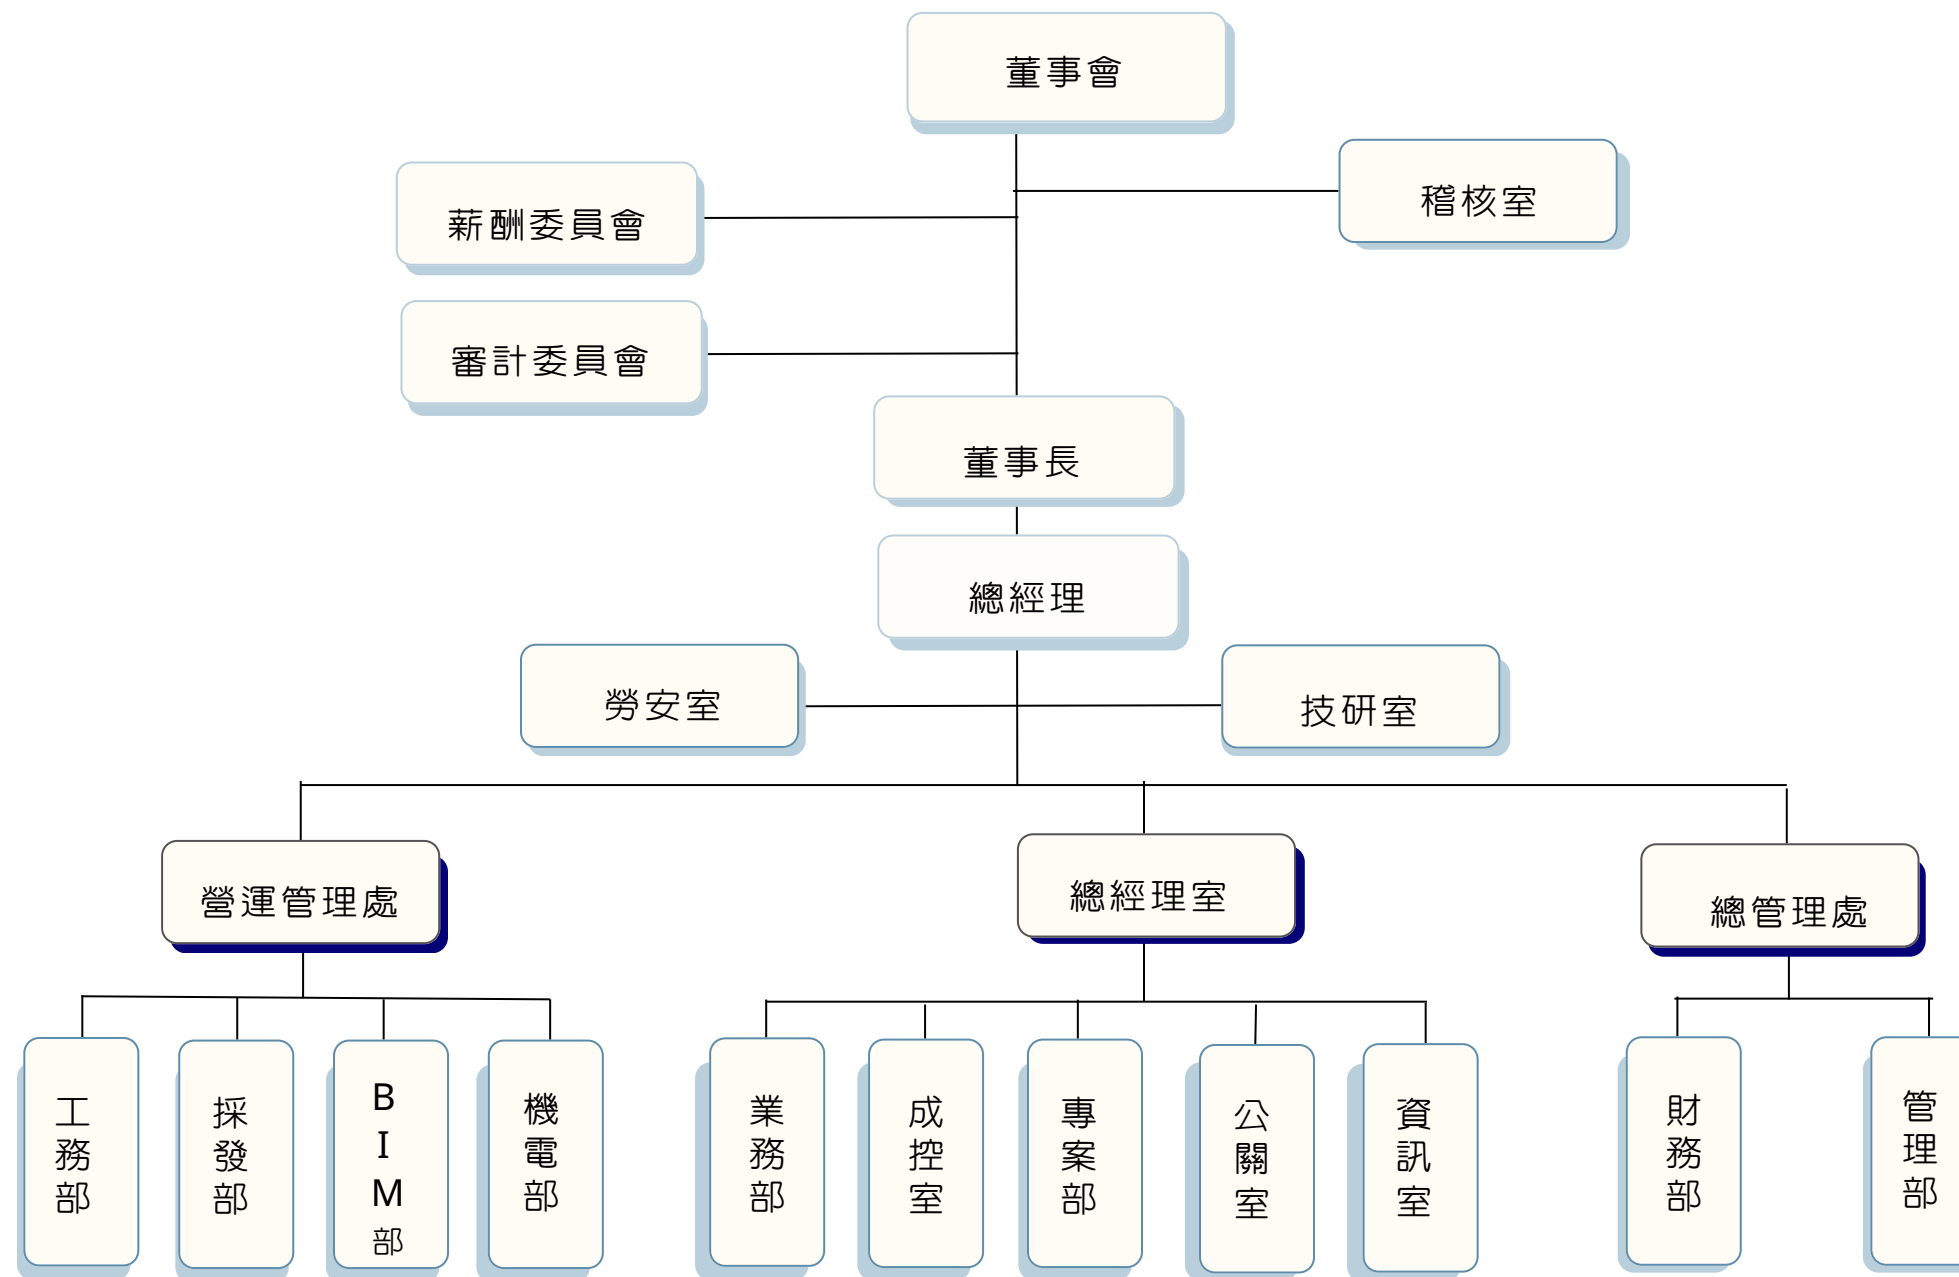 董事會
稽核室
薪酬委員會
審計委員會
董事長
總經理
勞安室
技研室
營運管理處
總經理室
總管理處
工務部
採發部
BIM部
機電部
業務部
成控室
專案部
公關室
資訊室
財務部
管理部